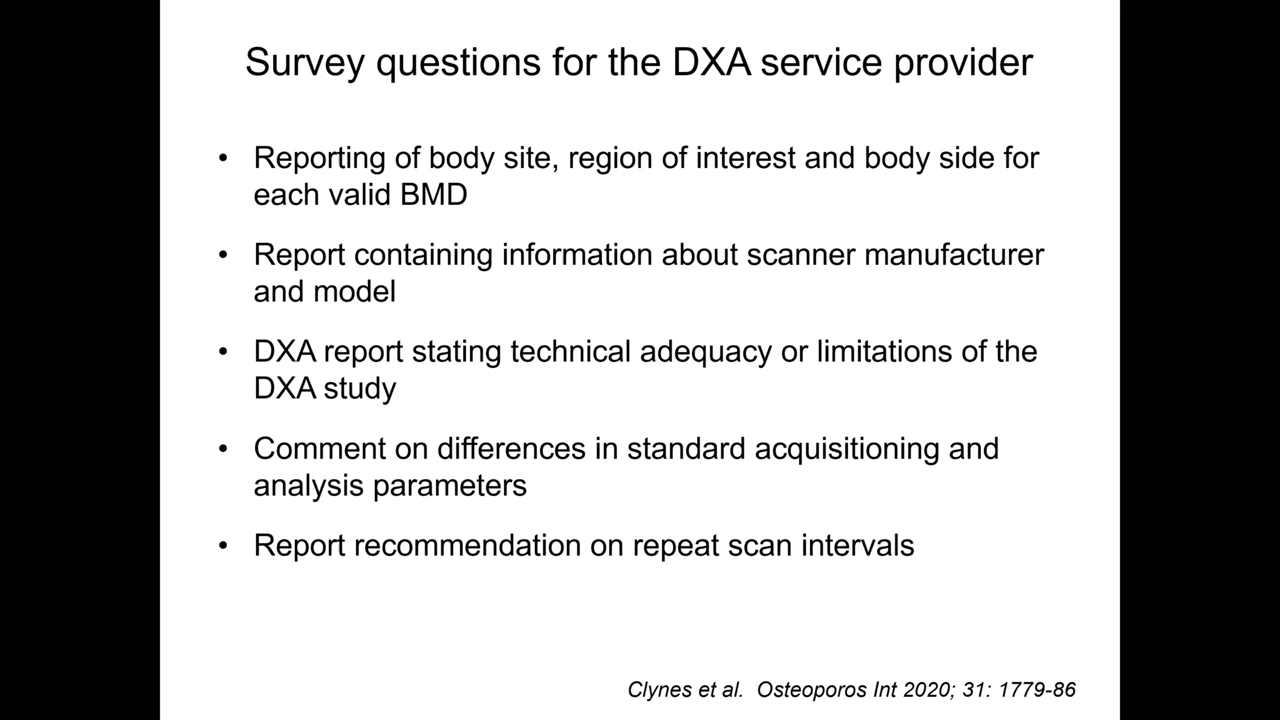 Survey questions for the DXA service provider
• Reporting of body site, region of interest and body side for
each valid BMD
• Report containing information about scanner manufacturer
and model
• DXA report stating technical adequacy or limitations of the
DXA study
• Comment on differences in standard acquisitioning and
analysis parameters
• Report recommendation on repeat scan intervals
Clynes et al. Osteoporos Int 2020; 31: 1779-86